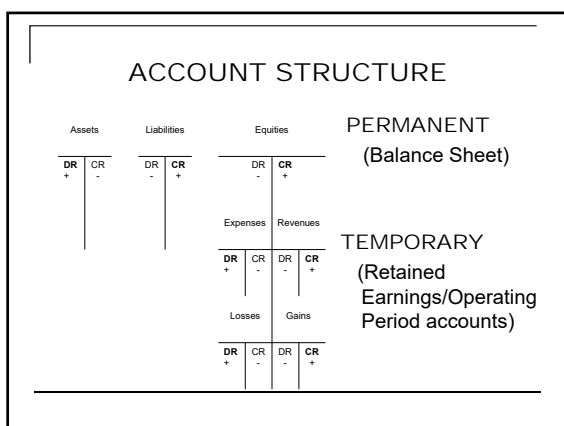 ACCOUNT STRUCTURE
Assets Liabilities Equities PERMANENT
(Balance Sheet)
DR CR DR CR DR CR
+ - - + - +
Expenses Revenues
TEMPORARY
DR CR DR CR
+ - - +
(Retained
Earnings/Operating
Period accounts)
Losses Gains
DR CR DR CR
+ - - +